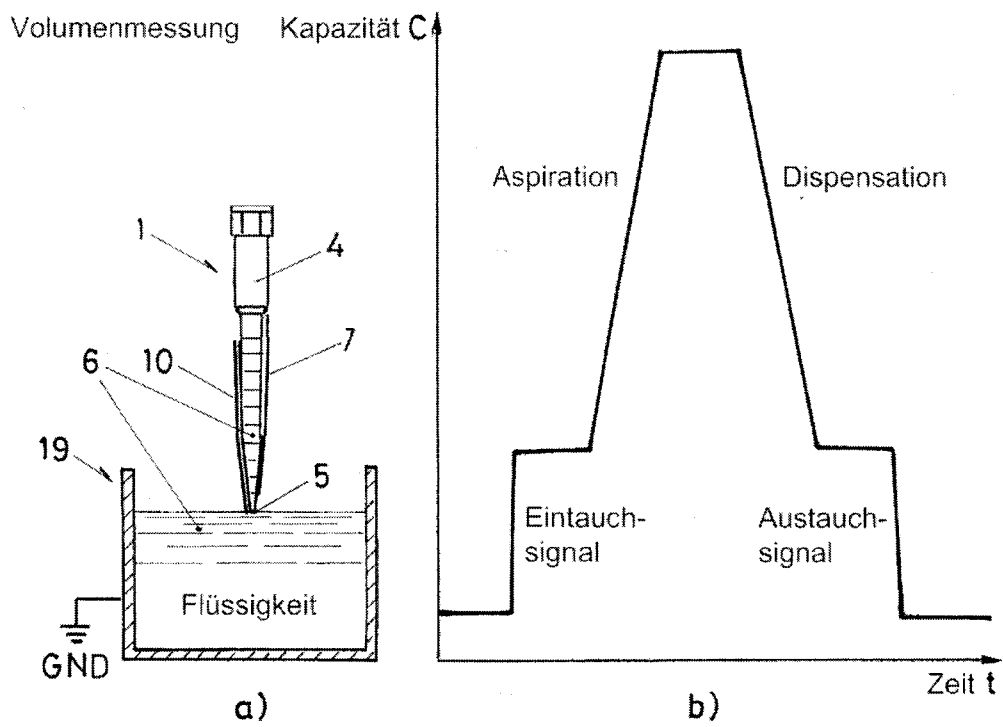 Volumenmessung
Kapazität C
Aspiration
Dispensation
1
4
6
10
7
19
5
Eintauch-
signal
Austauch-
signal
Flüssigkeit
GND
Zeit t
a)
b)